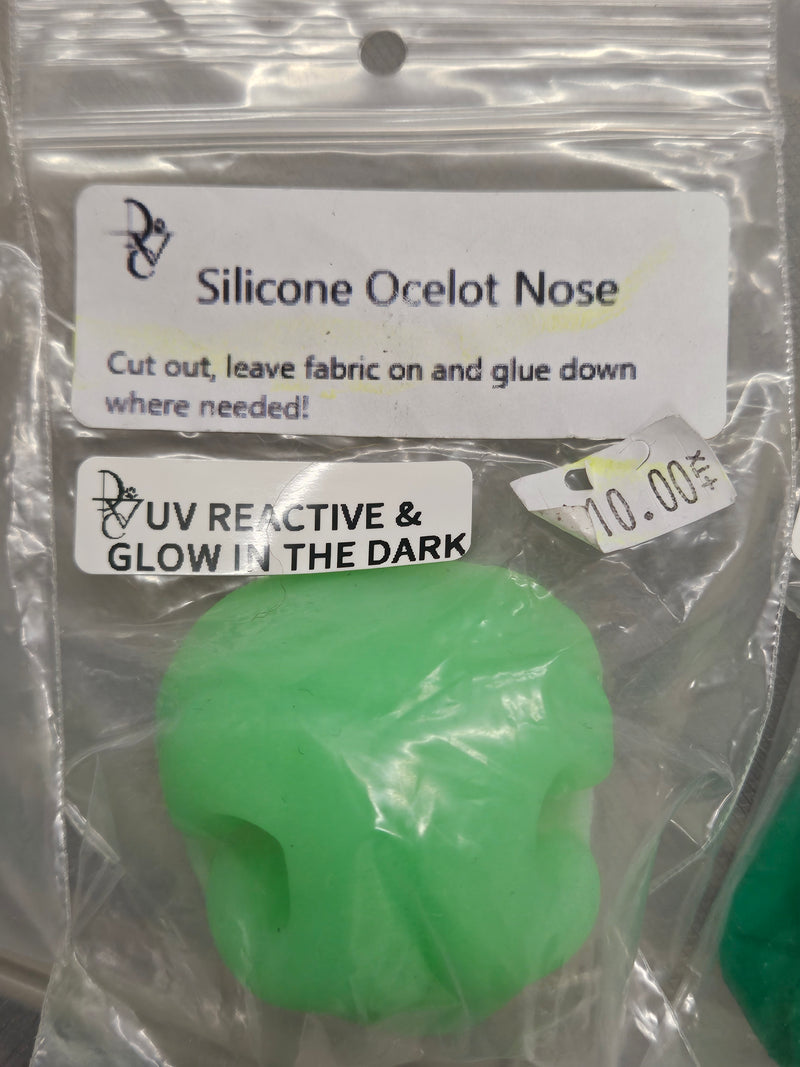 Silicone Ocelot Nose
Cut out, leave fabric on and glue down
where needed!
UV REACTIVE &
GLOW IN THE DARK
10.00